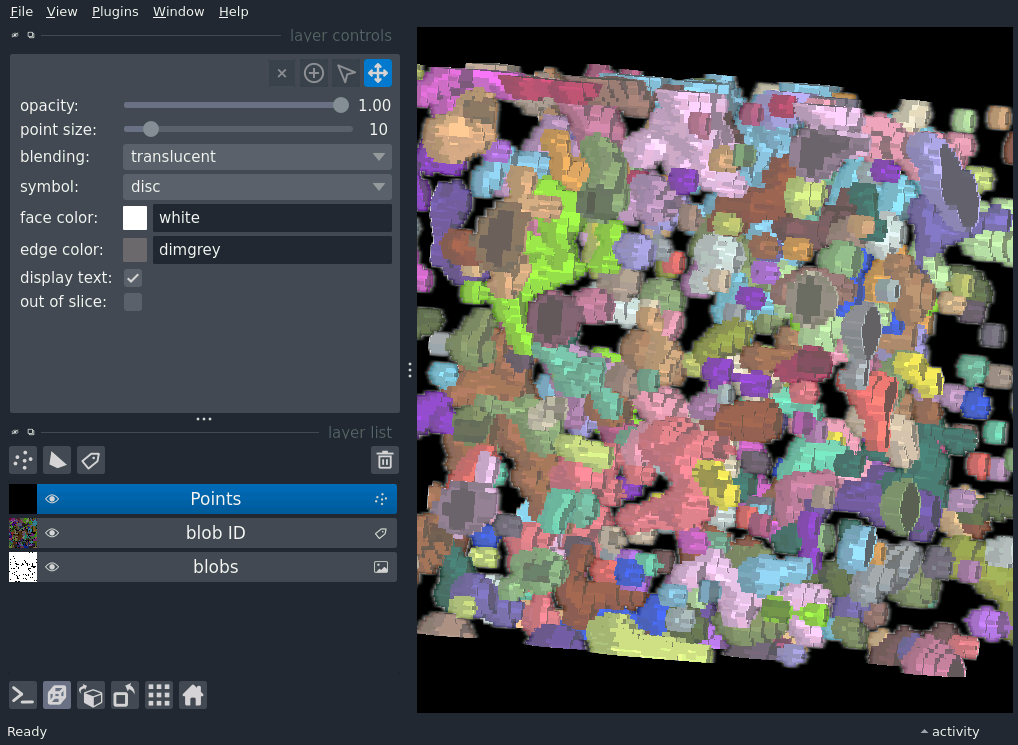 File View Plugins Window Help
layer controls
opacity: 1.00
point size: 10
blending: translucent
symbol: disc
face color: white
edge color: dimgrey
display text:
out of slice:
layer list
Points
blob ID
blobs
Ready
activity